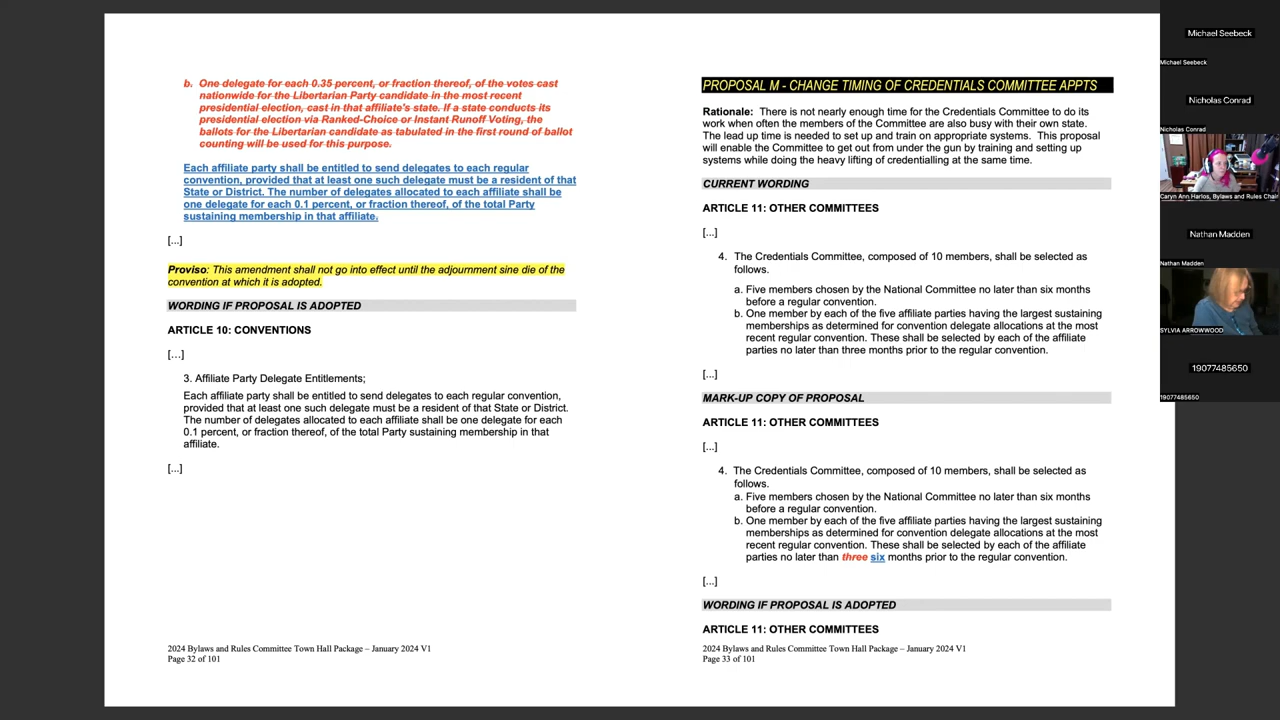 b. One delegate for each 0.35 percent, or fraction thereof, of the votes cast
nationwide for the Libertarian Party candidate in the most recent
presidential election, cast in that affiliate's state. If a state conducts its
presidential election via Ranked-Choice or Instant Runoff Voting, the
ballots for the Libertarian candidate as tabulated in the first round of ballot
counting will be used for this purpose.
Each affiliate party shall be entitled to send delegates to each regular
convention, provided that at least one such delegate must be a resident of that
State or District. The number of delegates allocated to each affiliate shall be
one delegate for each 0.1 percent, or fraction thereof, of the total Party
sustaining membership in that affiliate.
[...]
Proviso: This amendment shall not go into effect until the adjournment sine die of the
convention at which it is adopted.
WORDING IF PROPOSAL IS ADOPTED
ARTICLE 10: CONVENTIONS
[…]
3. Affiliate Party Delegate Entitlements;
Each affiliate party shall be entitled to send delegates to each regular convention,
provided that at least one such delegate must be a resident of that State or District.
The number of delegates allocated to each affiliate shall be one delegate for each
0.1 percent, or fraction thereof, of the total Party sustaining membership in that
affiliate.
[...]
2024 Bylaws and Rules Committee Town Hall Package – January 2024 V1
Page 32 of 101
PROPOSAL M - CHANGE TIMING OF CREDENTIALS COMMITTEE APPTS
Rationale: There is not nearly enough time for the Credentials Committee to do its
work when often the members of the Committee are also busy with their own state.
The lead up time is needed to set up and train on appropriate systems. This proposal
will enable the Committee to get out from under the gun by training and setting up
systems while doing the heavy lifting of credentialling at the same time.
CURRENT WORDING
ARTICLE 11: OTHER COMMITTEES
[...]
4. The Credentials Committee, composed of 10 members, shall be selected as
follows.
a. Five members chosen by the National Committee no later than six months
before a regular convention.
b. One member by each of the five affiliate parties having the largest sustaining
memberships as determined for convention delegate allocations at the most
recent regular convention. These shall be selected by each of the affiliate
parties no later than three months prior to the regular convention.
[...]
MARK-UP COPY OF PROPOSAL
ARTICLE 11: OTHER COMMITTEES
[...]
4. The Credentials Committee, composed of 10 members, shall be selected as
follows.
a. Five members chosen by the National Committee no later than six months
before a regular convention.
b. One member by each of the five affiliate parties having the largest sustaining
memberships as determined for convention delegate allocations at the most
recent regular convention. These shall be selected by each of the affiliate
parties no later than three six months prior to the regular convention.
[...]
WORDING IF PROPOSAL IS ADOPTED
ARTICLE 11: OTHER COMMITTEES
2024 Bylaws and Rules Committee Town Hall Package – January 2024 V1
Page 33 of 101
Michael Seebeck
Michael Seebeck
Nicholas Conrad
Nicholas Conrad
Caryn Ann Harlos, Bylaws and Rules Chair
Nathan Madden
Nathan Madden
SYLVIA ARROWWOOD
19077485650
19077485650